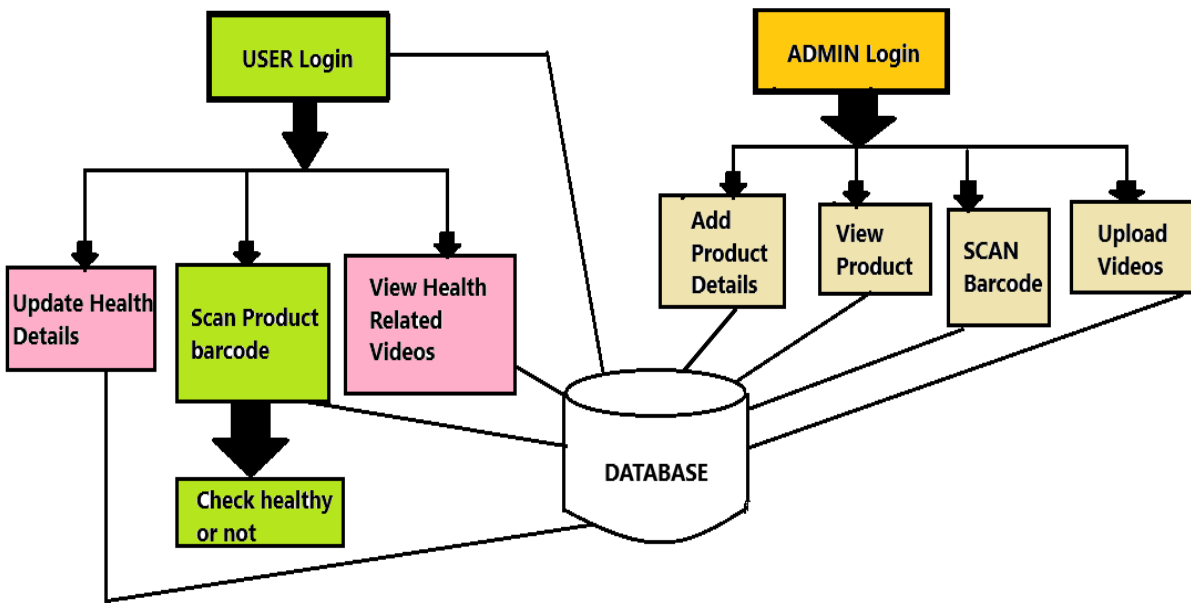 USER Login
ADMIN Login
Update Health
Details
Scan Product
barcode
View Health
Related
Videos
Check healthy
or not
Add
Product
Details
View
Product
SCAN
Barcode
Upload
Videos
DATABASE